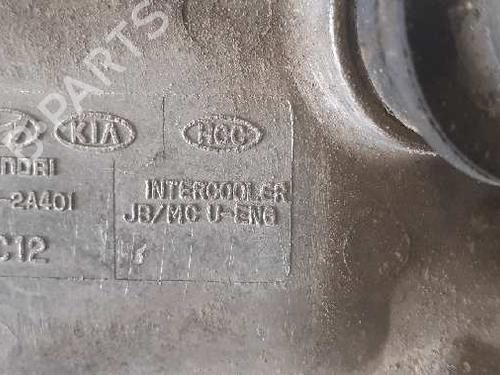 KIA HCC
INTERCOOLER
-2A401 JB/MC U-ENG
C12
PARTS